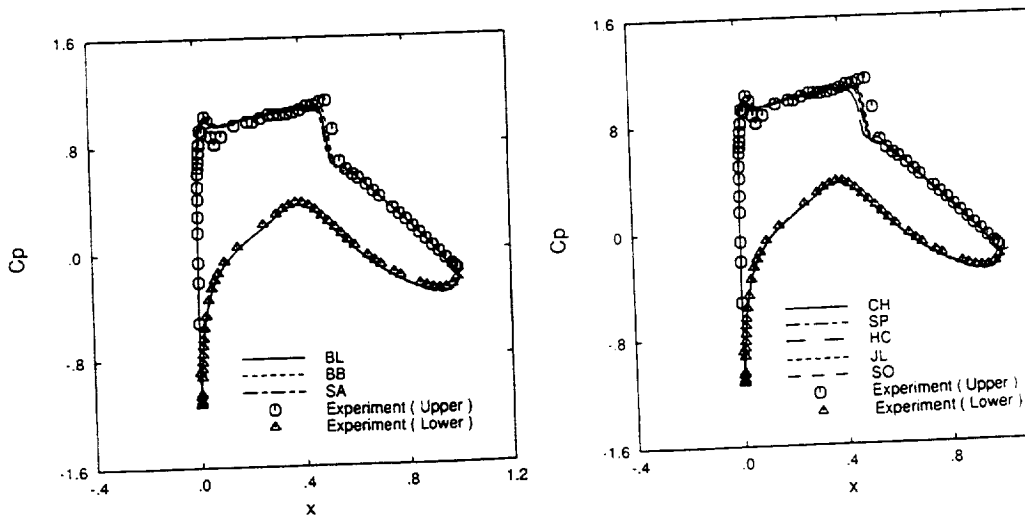 1.6
.8
.0
-.8
-1.6
Cp
-.4
.0
.4
.8
1.2
x
BL
BB
SA
Experiment ( Upper )
Experiment ( Lower )
1.6
.8
0
-.8
-1.6
Cp
-.4
.0
.4
.8
x
CH
SP
HC
JL
SO
Experiment ( Upper )
Experiment ( Lower )